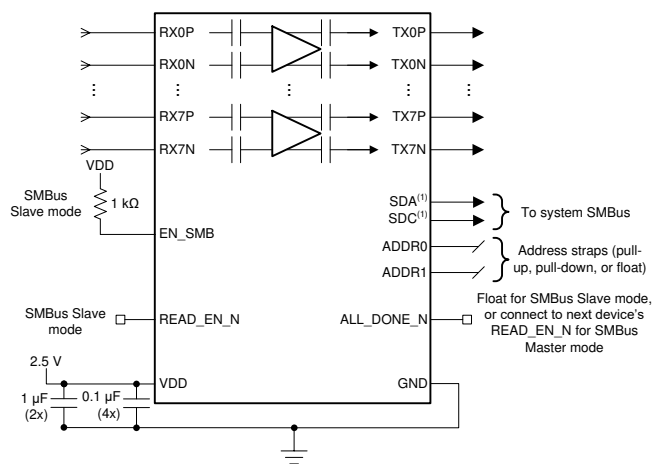 RX0P
TX0P
RX0N
TX0N
RX7P
TX7P
RX7N
TX7N
VDD
SMBus
Slave mode
1 kΩ
EN_SMB
SDA(1)
SDC(1)
To system SMBus
ADDR0
ADDR1
Address straps (pull-
up, pull-down, or float)
SMBus Slave
mode
READ_EN_N
ALL_DONE_N
Float for SMBus Slave mode,
or connect to next device's
READ_EN_N for SMBus
Master mode
2.5 V
VDD
GND
1 μF
(2x)
0.1 μF
(4x)